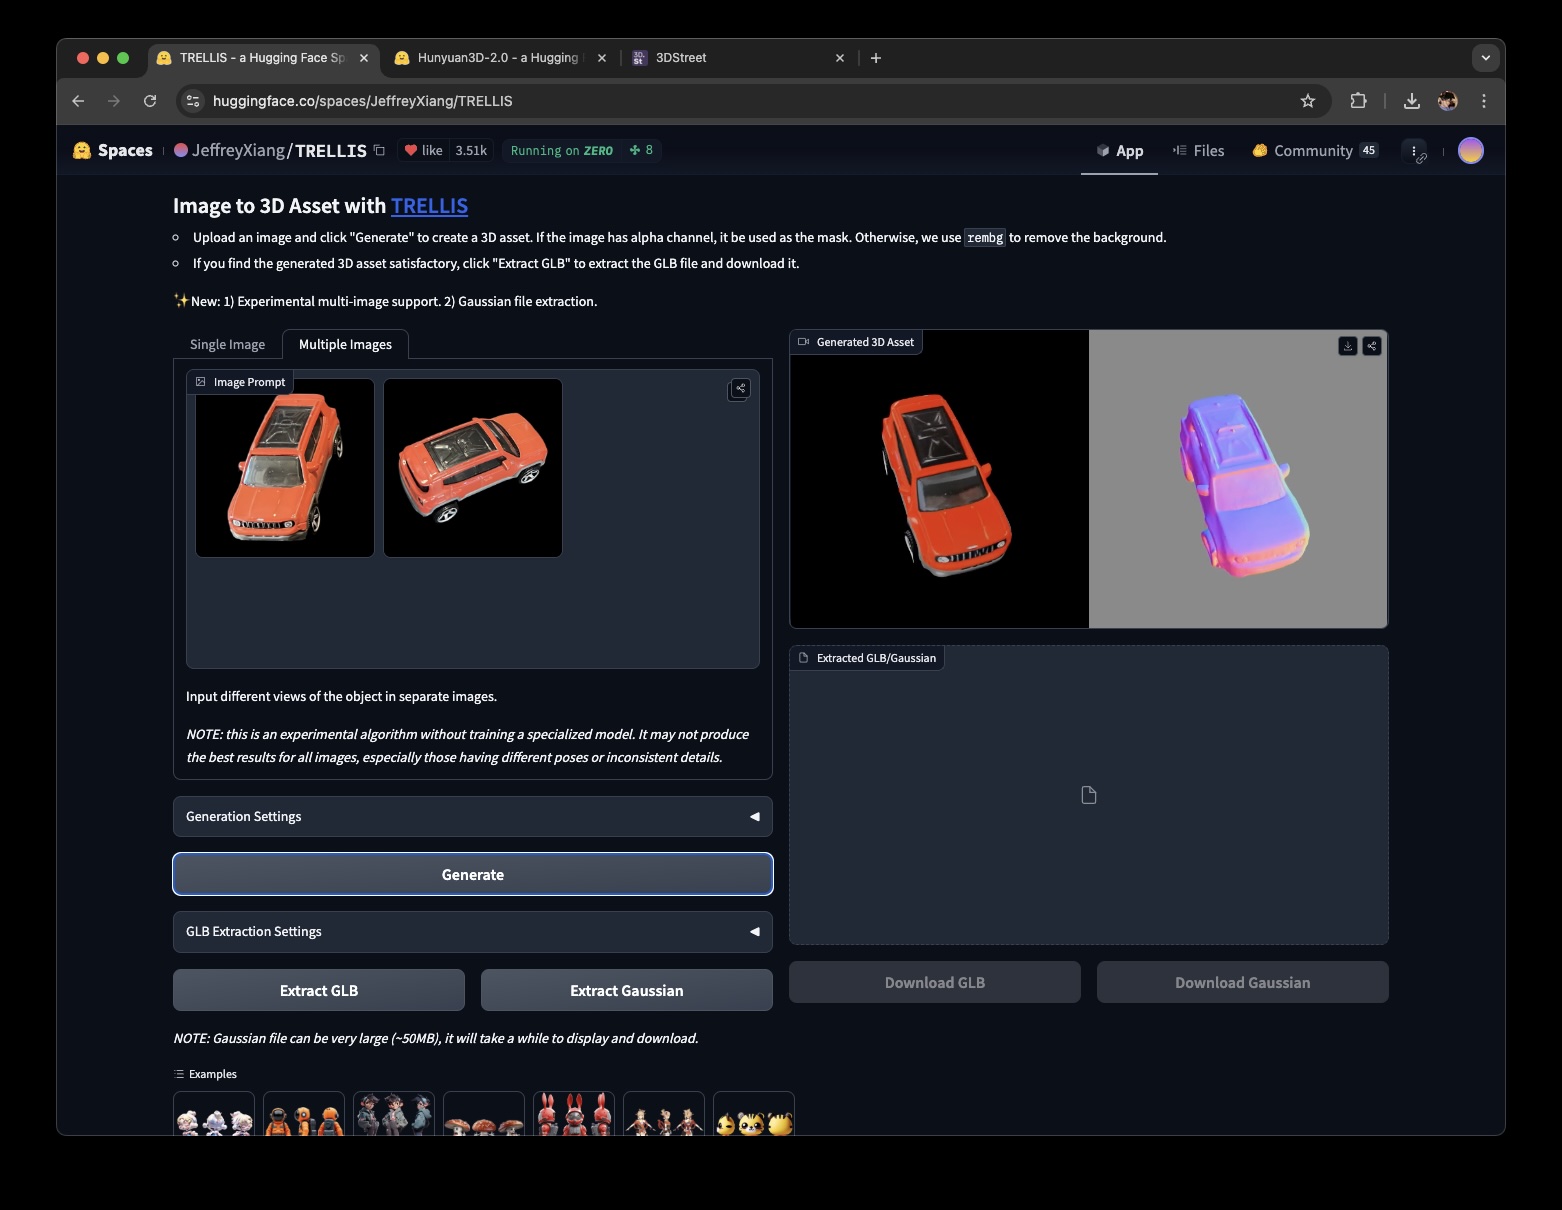 TRELLIS - a Hugging Face Sp
Hunyuan3D-2.0 - a Hugging
3D.
St
3DStreet
huggingface.co/spaces/JeffreyXiang/TRELLIS
Spaces
JeffreyXiang/TRELLIS
like 3.51k
Running on ZERO 8
App
Files
Community 45
Image to 3D Asset with TRELLIS
Upload an image and click "Generate" to create a 3D asset. If the image has alpha channel, it be used as the mask. Otherwise, we use rembg to remove the background.
If you find the generated 3D asset satisfactory, click "Extract GLB" to extract the GLB file and download it.
✨New: 1) Experimental multi-image support. 2) Gaussian file extraction.
Single Image
Multiple Images
Image Prompt
Input different views of the object in separate images.
NOTE: this is an experimental algorithm without training a specialized model. It may not produce
the best results for all images, especially those having different poses or inconsistent details.
Generation Settings
Generate
GLB Extraction Settings
Extract GLB
Extract Gaussian
NOTE: Gaussian file can be very large (~50MB), it will take a while to display and download.
Examples
Generated 3D Asset
Extracted GLB/Gaussian
Download GLB
Download Gaussian